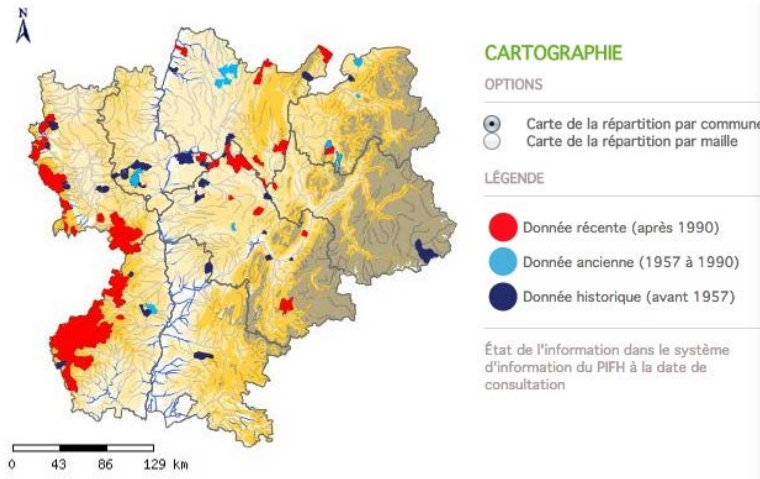 N
CARTOGRAPHIE
OPTIONS
Carte de la répartition par commune
Carte de la répartition par maille
LÉGENDE
Donnée récente (après 1990)
Donnée ancienne (1957 à 1990)
Donnée historique (avant 1957)
État de l'information dans le système
d'information du PIFH à la date de
consultation
0 43 86 129 km